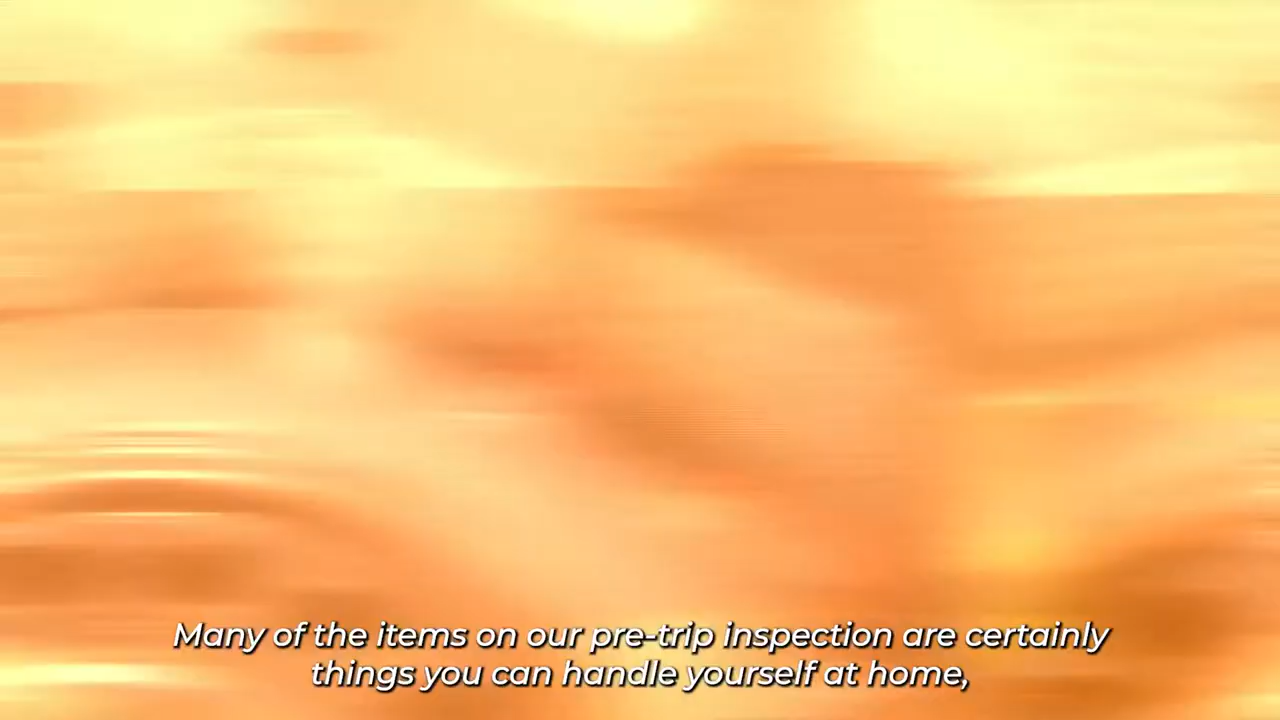 Many of the items on our pre-trip inspection are certainly
things you can handle yourself at home,